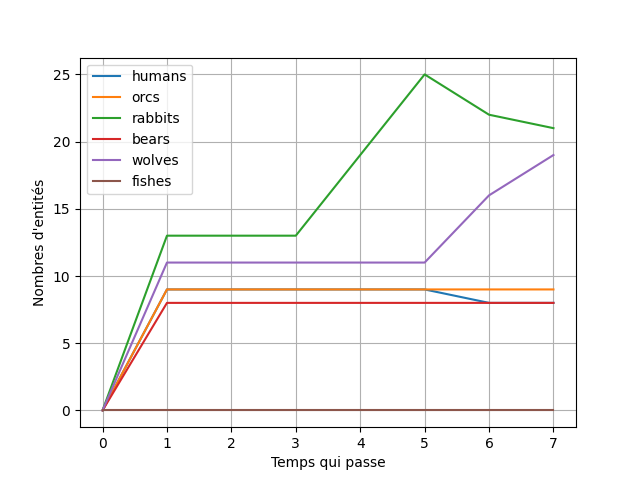 humans
orcs
rabbits
bears
wolves
fishes
25
20
15
10
5
0
Nombres d'entités
0 1 2 3 4 5 6 7
Temps qui passe